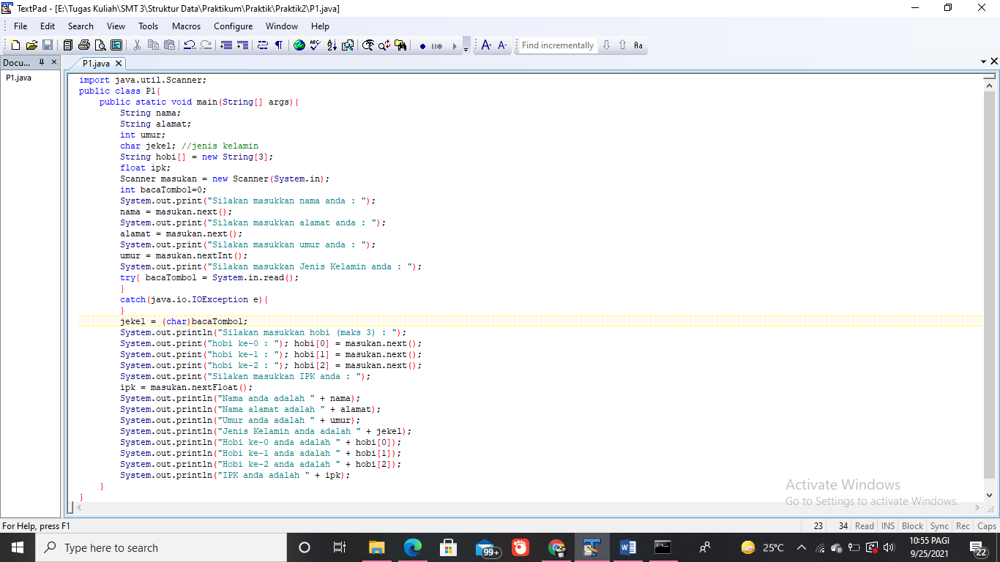 TextPad - [E:\Tugas Kuliah\SMT 3\Struktur Data\Praktikum\Praktik\Praktik2\P1.java]
File Edit Search View Tools Macros Configure Window Help
Find incrementally
Docu...
P1.java
P1.java
import java.util.Scanner;
public class P1{
    public static void main(String[] args){
        String nama;
        String alamat;
        int umur;
        char jekel; //jenis kelamin
        String hobi[] = new String[3];
        float ipk;
        Scanner masukan = new Scanner(System.in);
        int bacaTombol=0;
        System.out.print("Silakan masukkan nama anda : ");
        nama = masukan.next();
        System.out.print("Silakan masukkan alamat anda : ");
        alamat = masukan.next();
        System.out.print("Silakan masukkan umur anda : ");
        umur = masukan.nextInt();
        System.out.print("Silakan masukkan Jenis Kelamin anda : ");
        try{ bacaTombol = System.in.read();
        }
        catch(java.io.IOException e){
        }
        jekel = (char)bacaTombol;
        System.out.println("Silakan masukkan hobi (maks 3) : ");
        System.out.print("hobi ke-0 : "); hobi[0] = masukan.next();
        System.out.print("hobi ke-1 : "); hobi[1] = masukan.next();
        System.out.print("hobi ke-2 : "); hobi[2] = masukan.next();
        System.out.print("Silakan masukkan IPK anda : ");
        ipk = masukan.nextFloat();
        System.out.println("Nama anda adalah " + nama);
        System.out.println("Nama alamat adalah " + alamat);
        System.out.println("Umur anda adalah " + umur);
        System.out.println("Jenis Kelamin anda adalah " + jekel);
        System.out.println("Hobi ke-0 anda adalah " + hobi[0]);
        System.out.println("Hobi ke-1 anda adalah " + hobi[1]);
        System.out.println("Hobi ke-2 anda adalah " + hobi[2]);
        System.out.println("IPK anda adalah " + ipk);
    }
}
Activate Windows
Go to Settings to activate Windows.
For Help, press F1
23 34 Read INS Block Sync Rec Caps
Type here to search
99+
25°C
10:55 PAGI
9/25/2021
22